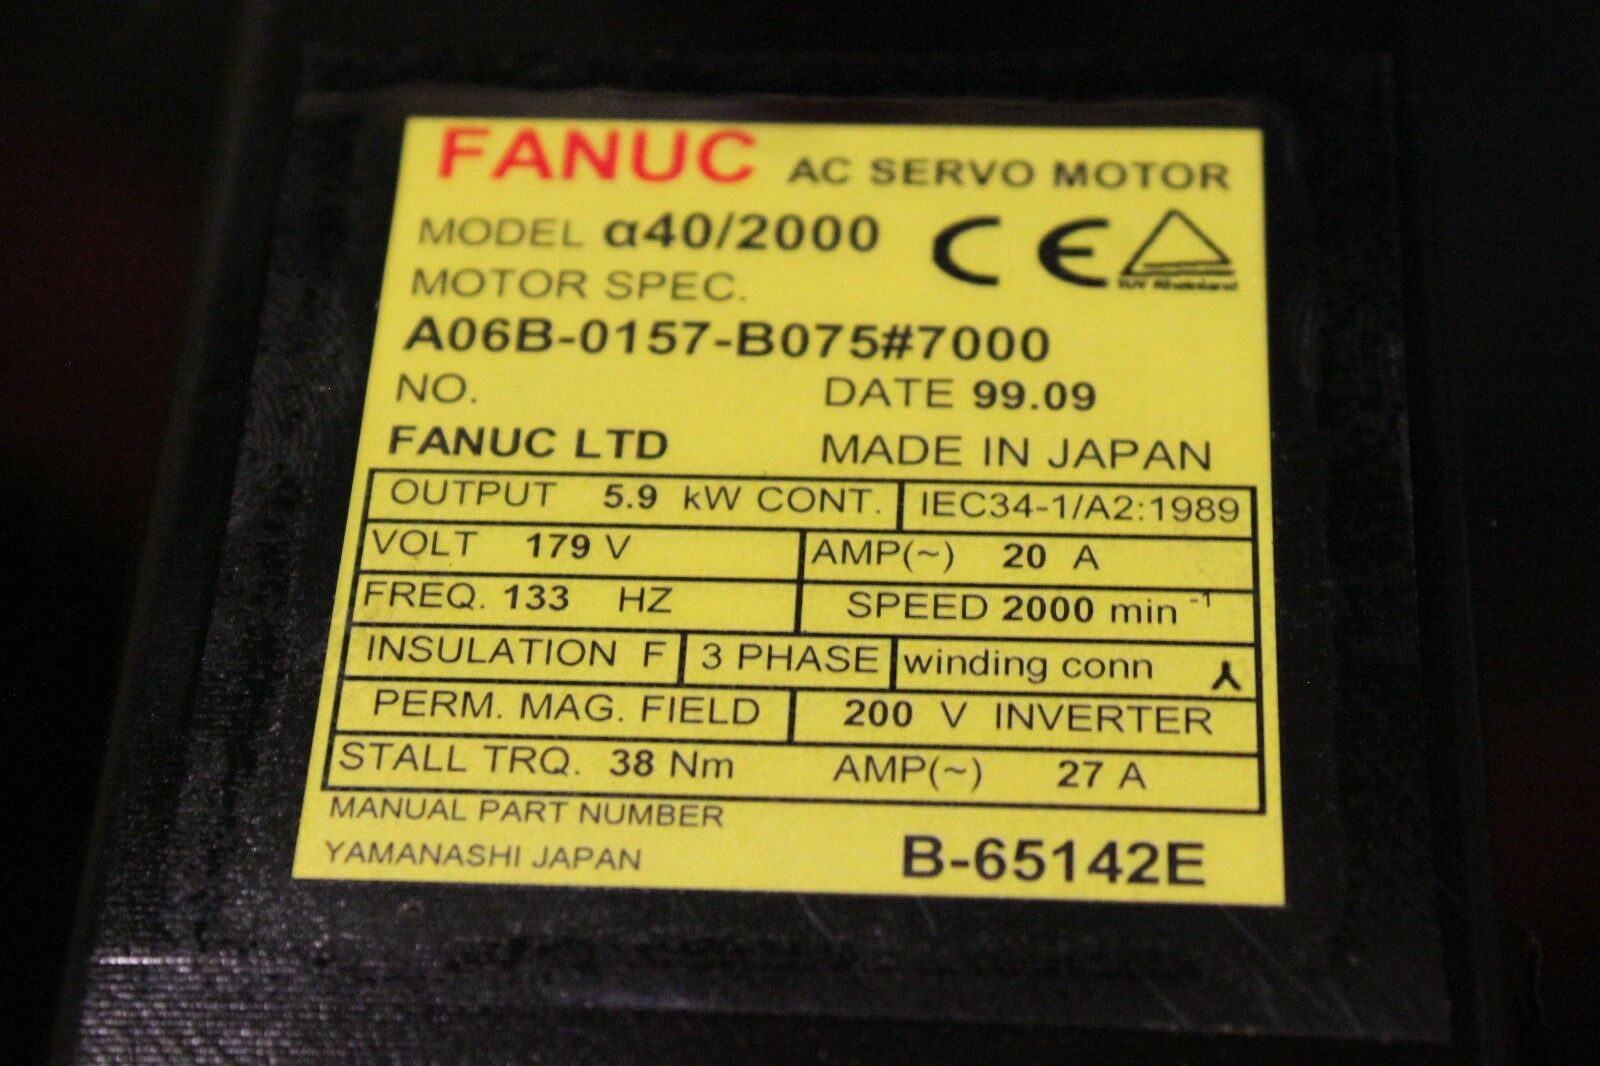 FANUC AC SERVO MOTOR
MODEL α40/2000 CE
TUV Rheinland
MOTOR SPEC.
A06B-0157-B075#7000
NO. DATE 99.09
FANUC LTD MADE IN JAPAN
OUTPUT 5.9 kW CONT. IEC34-1/A2:1989
VOLT 179 V AMP(~) 20 A
FREQ. 133 HZ SPEED 2000 min⁻¹
INSULATION F 3 PHASE winding conn
PERM. MAG. FIELD 200 V INVERTER
STALL TRQ. 38 Nm AMP(~) 27 A
MANUAL PART NUMBER
YAMANASHI JAPAN B-65142E